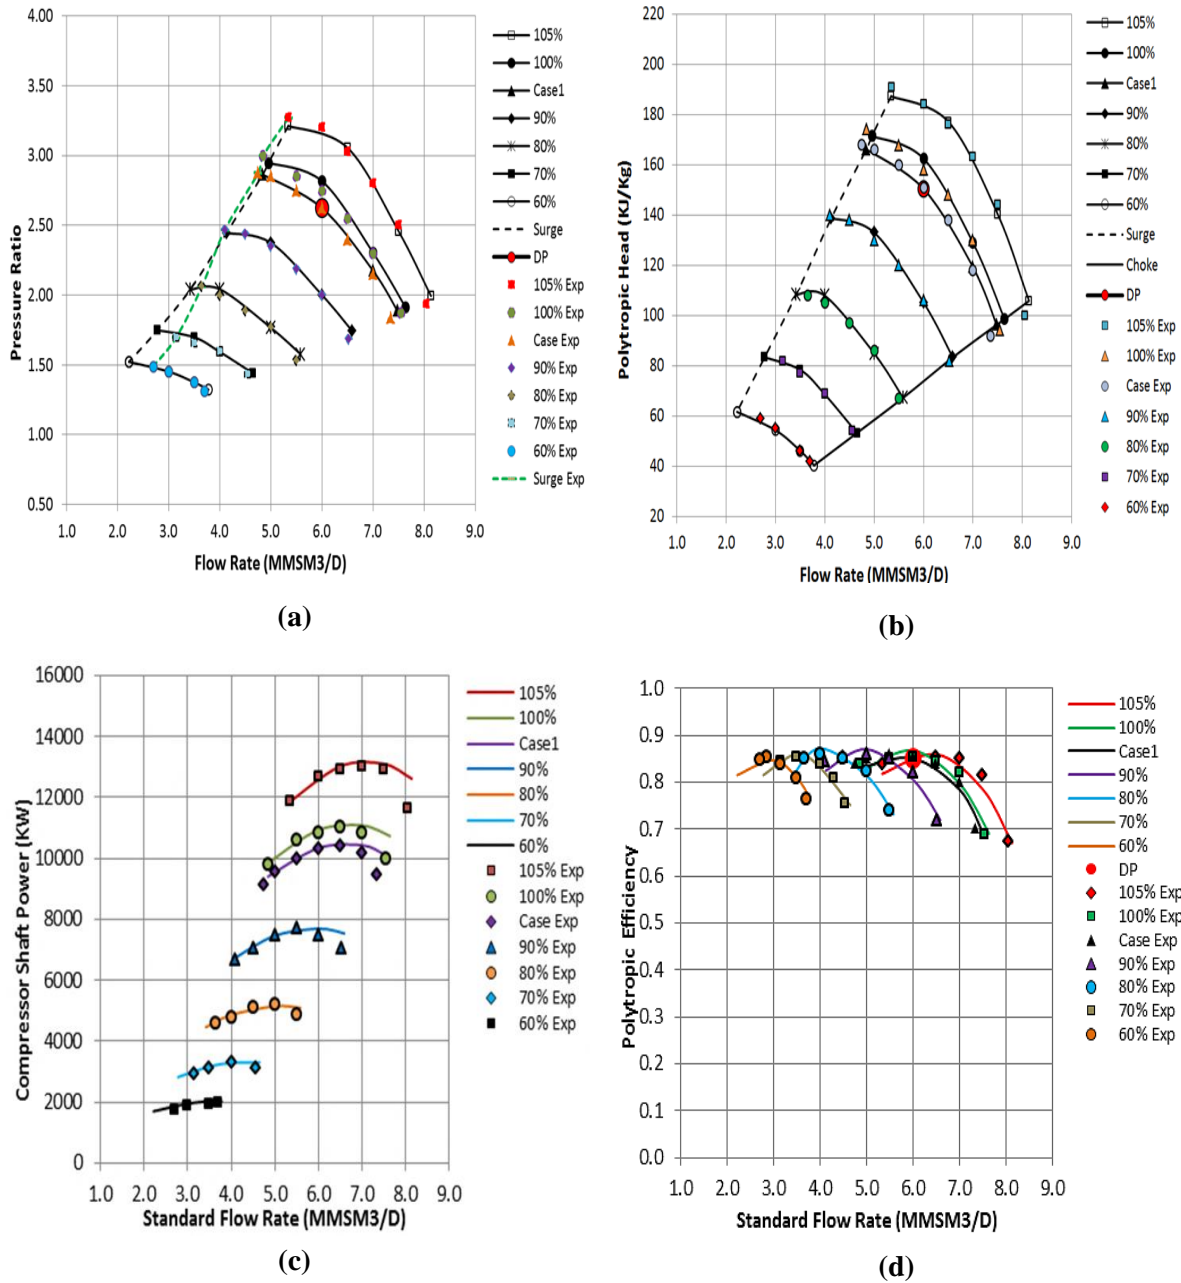 4.00
3.50
3.00
2.50
2.00
1.50
1.00
0.50
Pressure Ratio
1.0 2.0 3.0 4.0 5.0 6.0 7.0 8.0 9.0
Flow Rate (MMSM3/D)
105%
100%
Case1
90%
80%
70%
60%
Surge
DP
105% Exp
100% Exp
Case Exp
90% Exp
80% Exp
70% Exp
60% Exp
Surge Exp
(a)
220
200
180
160
140
120
100
80
60
40
20
Polytropic Head (KJ/Kg)
1.0 2.0 3.0 4.0 5.0 6.0 7.0 8.0 9.0
Flow Rate (MMSM3/D)
105%
100%
Case1
90%
80%
70%
60%
Surge
Choke
DP
105% Exp
100% Exp
Case Exp
90% Exp
80% Exp
70% Exp
60% Exp
(b)
16000
14000
12000
10000
8000
6000
4000
2000
0
Compressor Shaft Power (KW)
1.0 2.0 3.0 4.0 5.0 6.0 7.0 8.0 9.0
Standard Flow Rate (MMSM3/D)
105%
100%
Case1
90%
80%
70%
60%
105% Exp
100% Exp
Case Exp
90% Exp
80% Exp
70% Exp
60% Exp
(c)
1.0
0.9
0.8
0.7
0.6
0.5
0.4
0.3
0.2
0.1
0.0
Polytropic Efficiency
1.0 2.0 3.0 4.0 5.0 6.0 7.0 8.0 9.0
Standard Flow Rate (MMSM3/D)
105%
100%
Case1
90%
80%
70%
60%
DP
105% Exp
100% Exp
Case Exp
90% Exp
80% Exp
70% Exp
60% Exp
(d)